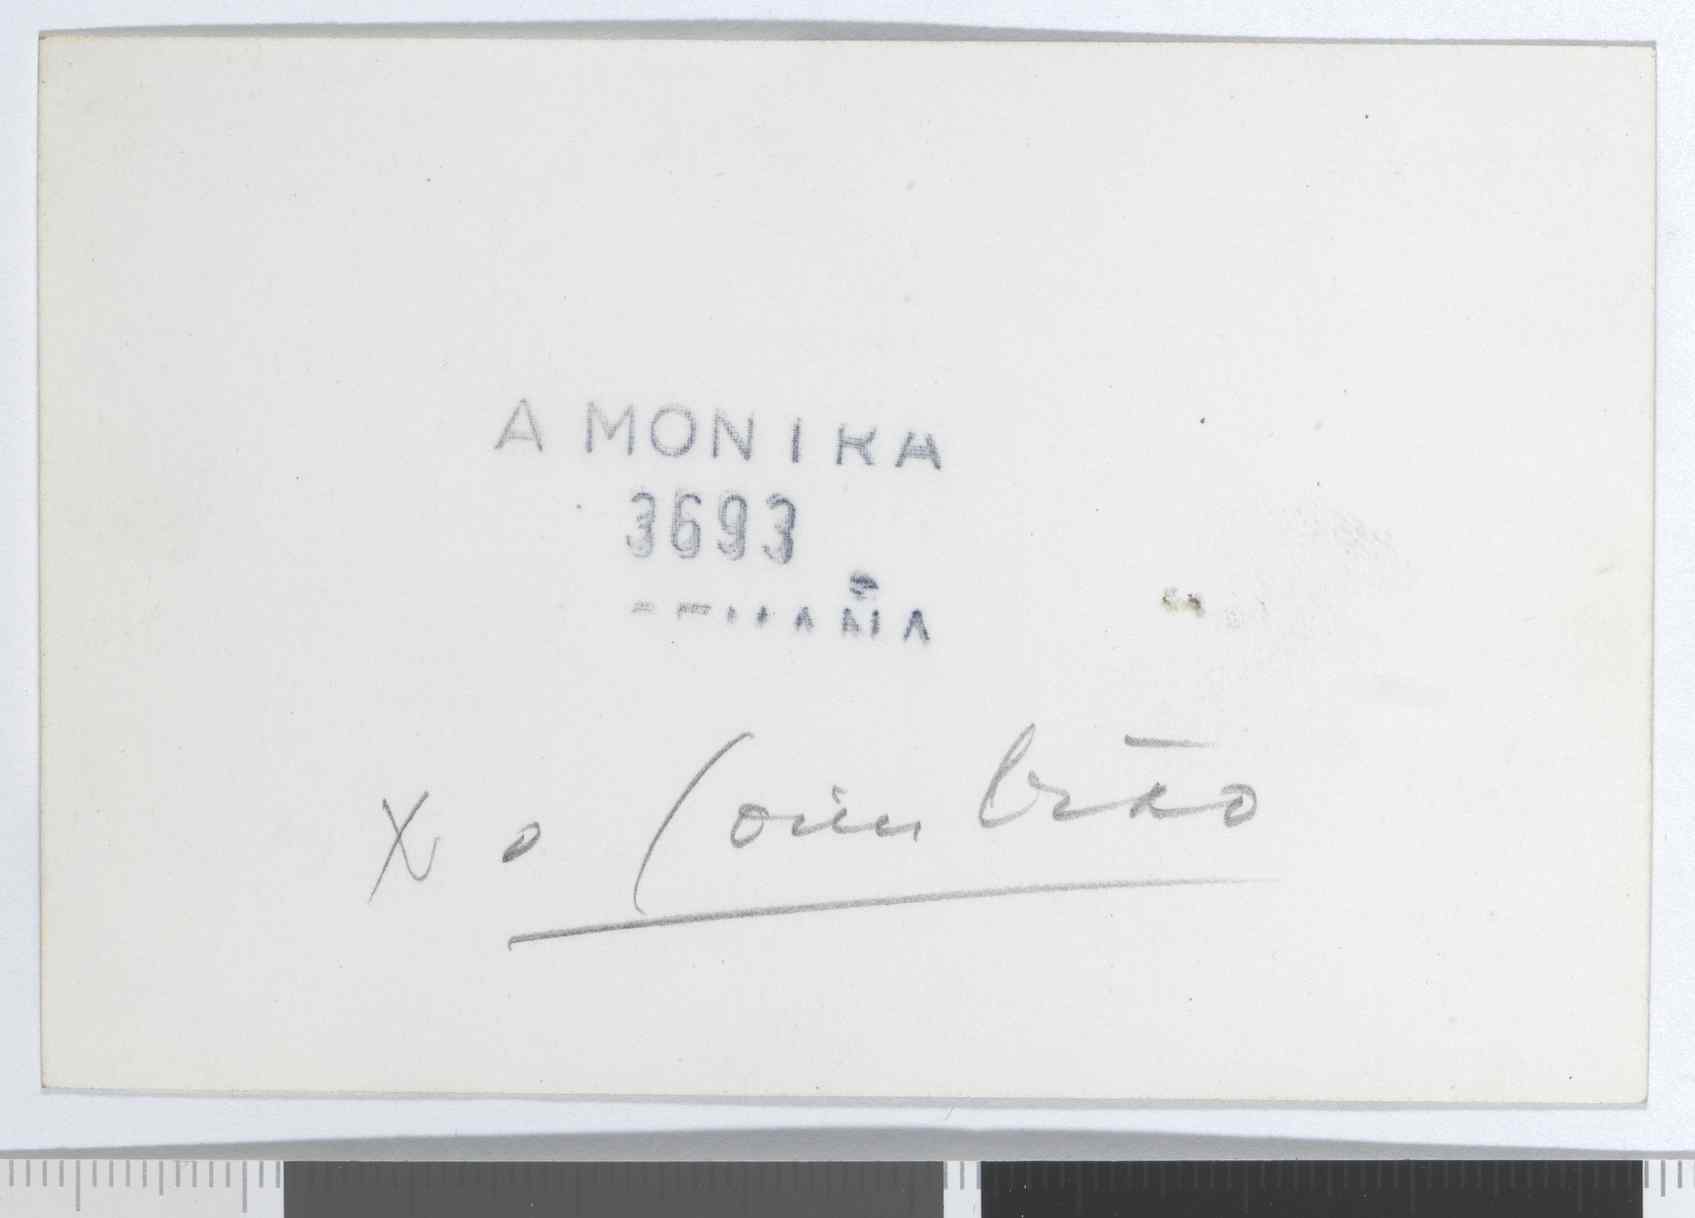 A MONIKA
3693
X o Coimbrão